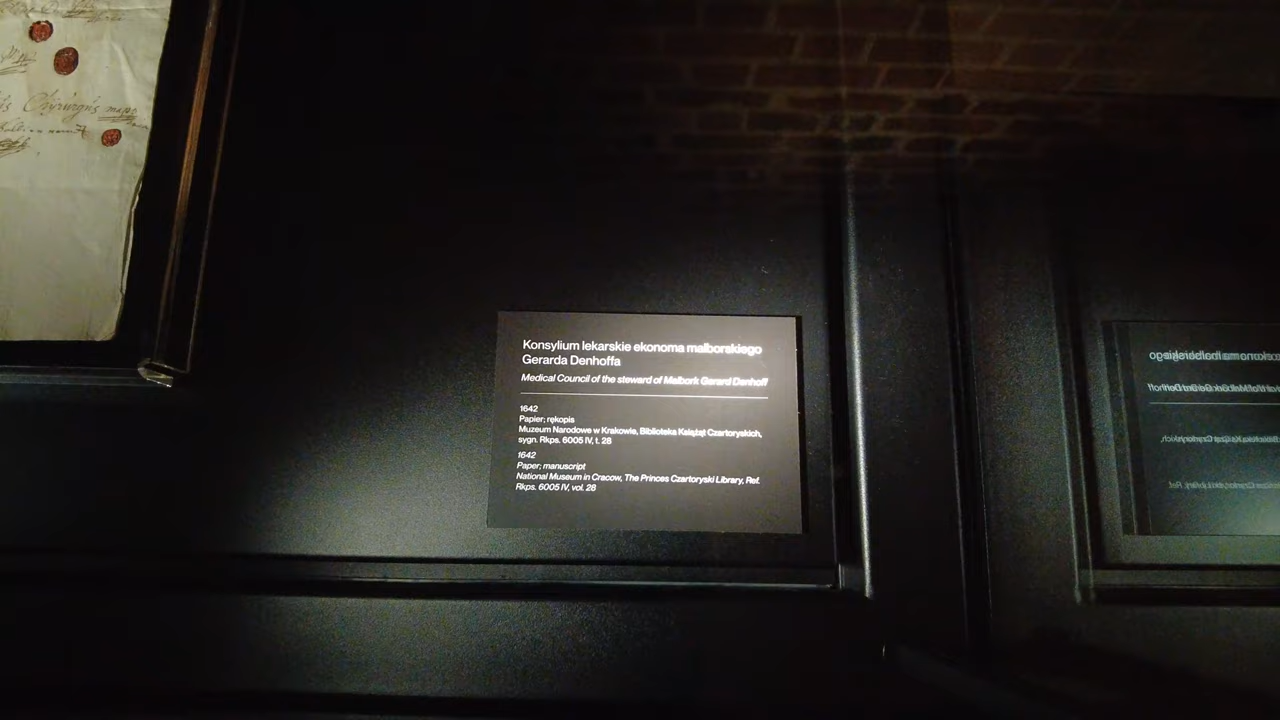 Chÿrurgus
Konsylium lekarskie ekonoma malborskiego
Gerarda Denhoffa
Medical Council of the steward of Malbork Gerard Denhoff
1642
Papier; rękopis
Muzeum Narodowe w Krakowie, Biblioteka Książąt Czartoryskich,
sygn. Rkps. 6005 IV, t. 28
1642
Paper; manuscript
National Museum in Cracow, The Princes Czartoryski Library, Ref.
Rkps. 6005 IV, vol. 28